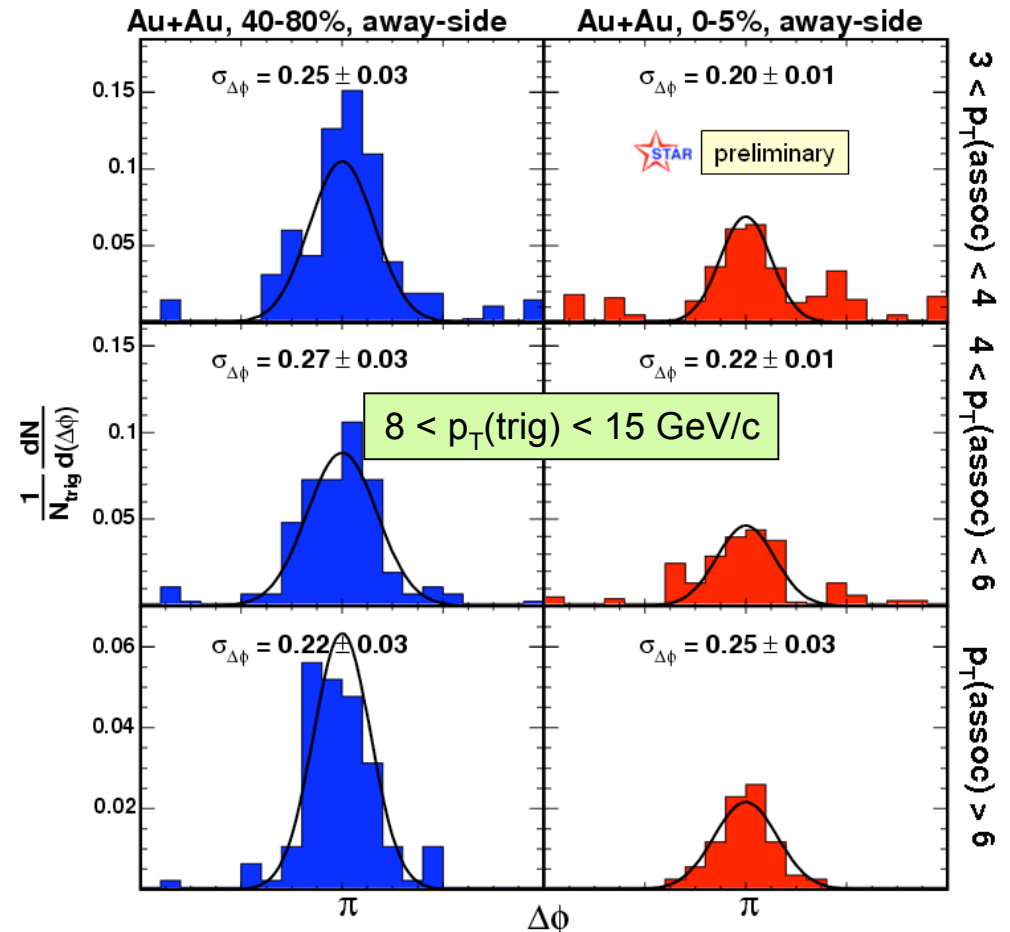 Au+Au, 40-80%, away-side
Au+Au, 0-5%, away-side
σΔϕ = 0.25 ± 0.03
σΔϕ = 0.20 ± 0.01
STAR
preliminary
0.15
0.1
0.05
3 < pT(assoc) < 4
σΔϕ = 0.27 ± 0.03
σΔϕ = 0.22 ± 0.01
8 < pT(trig) < 15 GeV/c
0.15
0.1
0.05
4 < pT(assoc) < 6
1/Ntrig dN/d(Δϕ)
σΔϕ = 0.22 ± 0.03
σΔϕ = 0.25 ± 0.03
0.06
0.04
0.02
pT(assoc) > 6
π
Δϕ
π